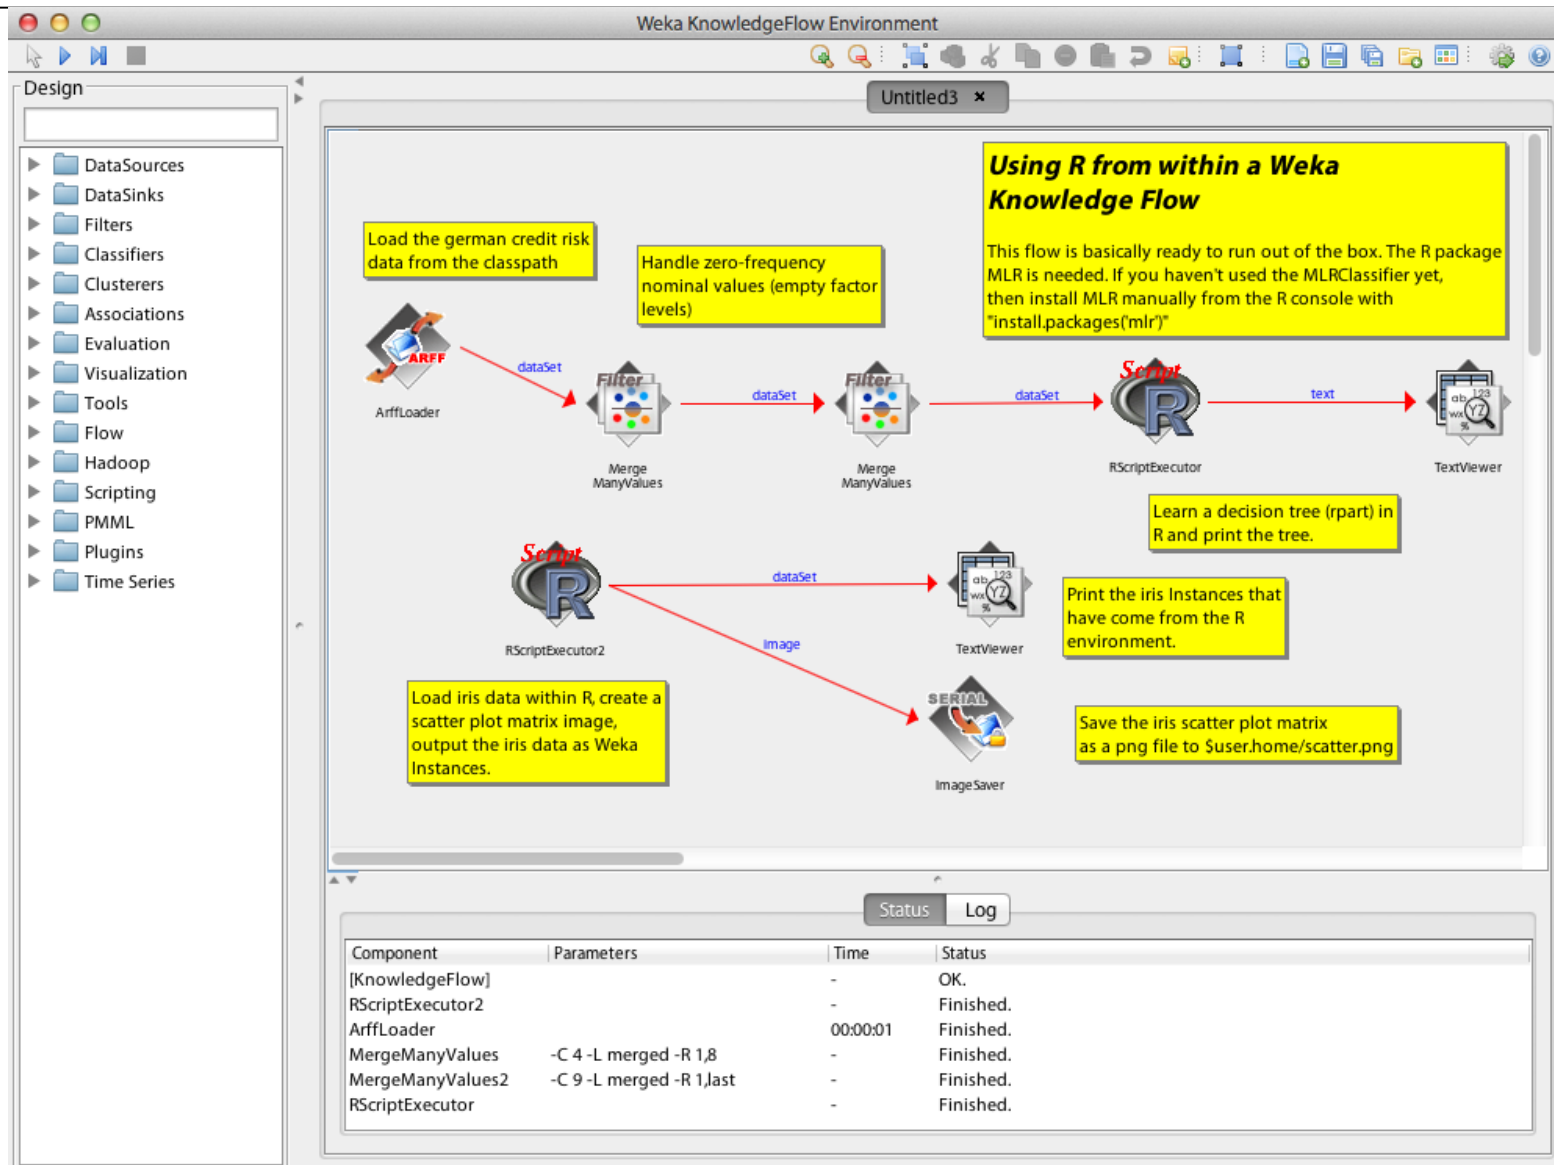 Weka KnowledgeFlow Environment
Design
Untitled3 ×
DataSources
DataSinks
Filters
Classifiers
Clusterers
Associations
Evaluation
Visualization
Tools
Flow
Hadoop
Scripting
PMML
Plugins
Time Series
Using R from within a Weka
Knowledge Flow
This flow is basically ready to run out of the box. The R package
MLR is needed. If you haven't used the MLRClassifier yet,
then install MLR manually from the R console with
"install.packages('mlr')"
Load the german credit risk
data from the classpath
Handle zero-frequency
nominal values (empty factor
levels)
ARFF
ArffLoader
dataSet
Filter
Merge
ManyValues
dataSet
Filter
Merge
ManyValues
dataSet
Script
R
RScriptExecutor
text
ab 123
wx YZ
%
TextViewer
Learn a decision tree (rpart) in
R and print the tree.
Script
R
RScriptExecutor2
dataSet
ab 123
wx YZ
%
TextViewer
Print the iris Instances that
have come from the R
environment.
image
Load iris data within R, create a
scatter plot matrix image,
output the iris data as Weka
Instances.
SERIAL
ImageSaver
Save the iris scatter plot matrix
as a png file to $user.home/scatter.png
Status Log
Component Parameters Time Status
[KnowledgeFlow] - OK.
RScriptExecutor2 - Finished.
ArffLoader 00:00:01 Finished.
MergeManyValues -C 4 -L merged -R 1,8 - Finished.
MergeManyValues2 -C 9 -L merged -R 1,last - Finished.
RScriptExecutor - Finished.